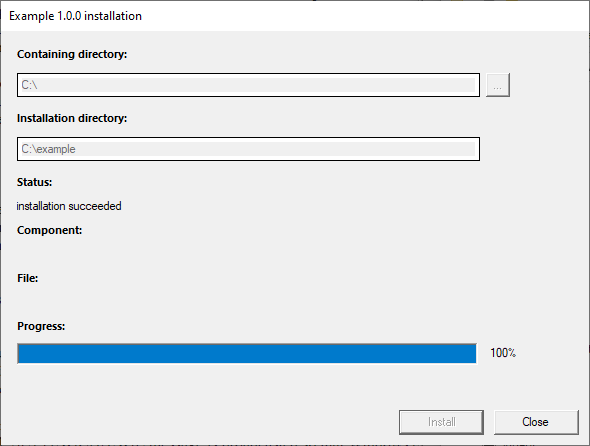 Example 1.0.0 installation
Containing directory:
C:\
...
Installation directory:
C:\example
Status:
installation succeeded
Component:
File:
Progress:
100%
Install
Close